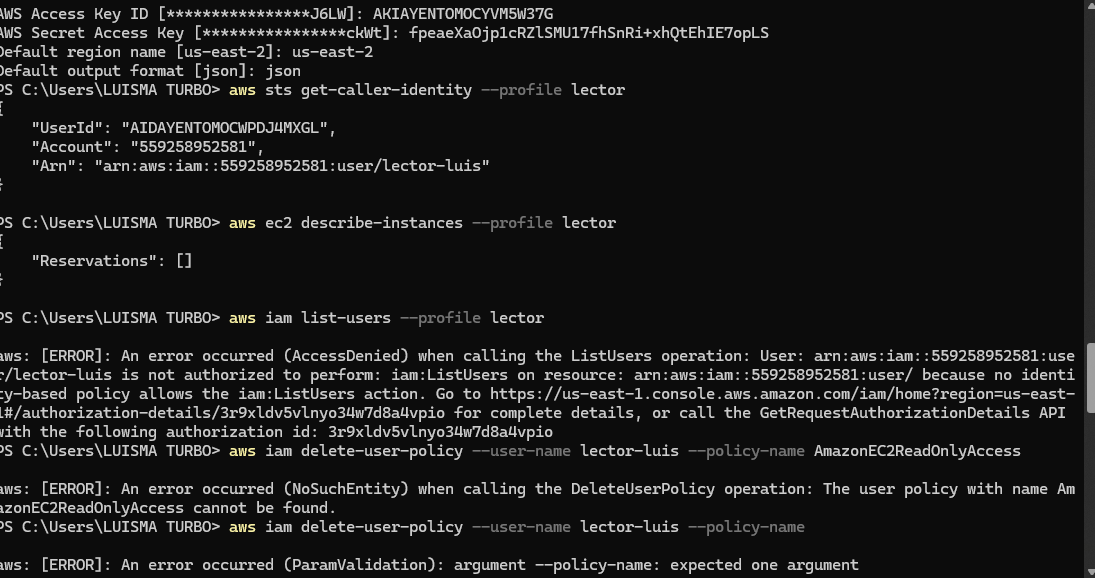 AWS Access Key ID [****************J6LW]: AKIAYENTOMOCYVM5W37G
AWS Secret Access Key [****************ckWt]: 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
Default region name [us-east-2]: us-east-2
Default output format [json]: json
PS C:\Users\LUISMA TURBO> aws sts get-caller-identity --profile lector
{
    "UserId": "AIDAYENTOMOCWPDJ4MXGL",
    "Account": "559258952581",
    "Arn": "arn:aws:iam::559258952581:user/lector-luis"
}
PS C:\Users\LUISMA TURBO> aws ec2 describe-instances --profile lector
{
    "Reservations": []
}
PS C:\Users\LUISMA TURBO> aws iam list-users --profile lector
aws: [ERROR]: An error occurred (AccessDenied) when calling the ListUsers operation: User: arn:aws:iam::559258952581:use
r/lector-luis is not authorized to perform: iam:ListUsers on resource: arn:aws:iam::559258952581:user/ because no identi
ty-based policy allows the iam:ListUsers action. Go to https://us-east-1.console.aws.amazon.com/iam/home?region=us-east-
1#/authorization-details/3r9xldv5vlnyo34w7d8a4vpio for complete details, or call the GetRequestAuthorizationDetails API
with the following authorization id: 3r9xldv5vlnyo34w7d8a4vpio
PS C:\Users\LUISMA TURBO> aws iam delete-user-policy --user-name lector-luis --policy-name AmazonEC2ReadOnlyAccess
aws: [ERROR]: An error occurred (NoSuchEntity) when calling the DeleteUserPolicy operation: The user policy with name Am
azonEC2ReadOnlyAccess cannot be found.
PS C:\Users\LUISMA TURBO> aws iam delete-user-policy --user-name lector-luis --policy-name
aws: [ERROR]: An error occurred (ParamValidation): argument --policy-name: expected one argument